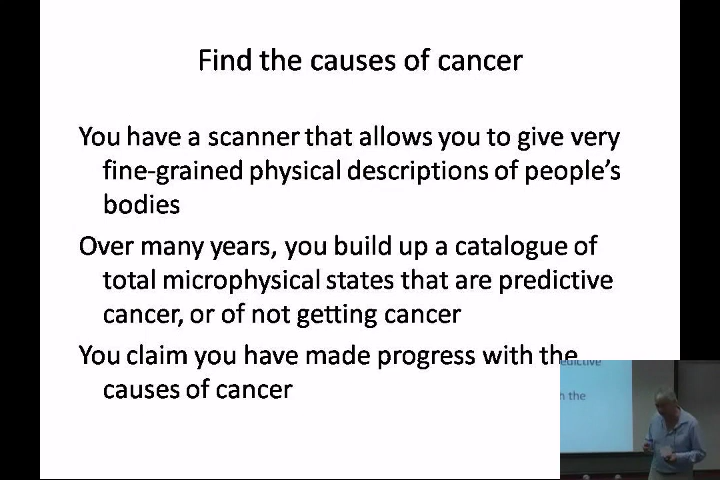 Find the causes of cancer
You have a scanner that allows you to give very
fine-grained physical descriptions of people's
bodies
Over many years, you build up a catalogue of
total microphysical states that are predictive
cancer, or of not getting cancer
You claim you have made progress with the
causes of cancer
edictive
h the